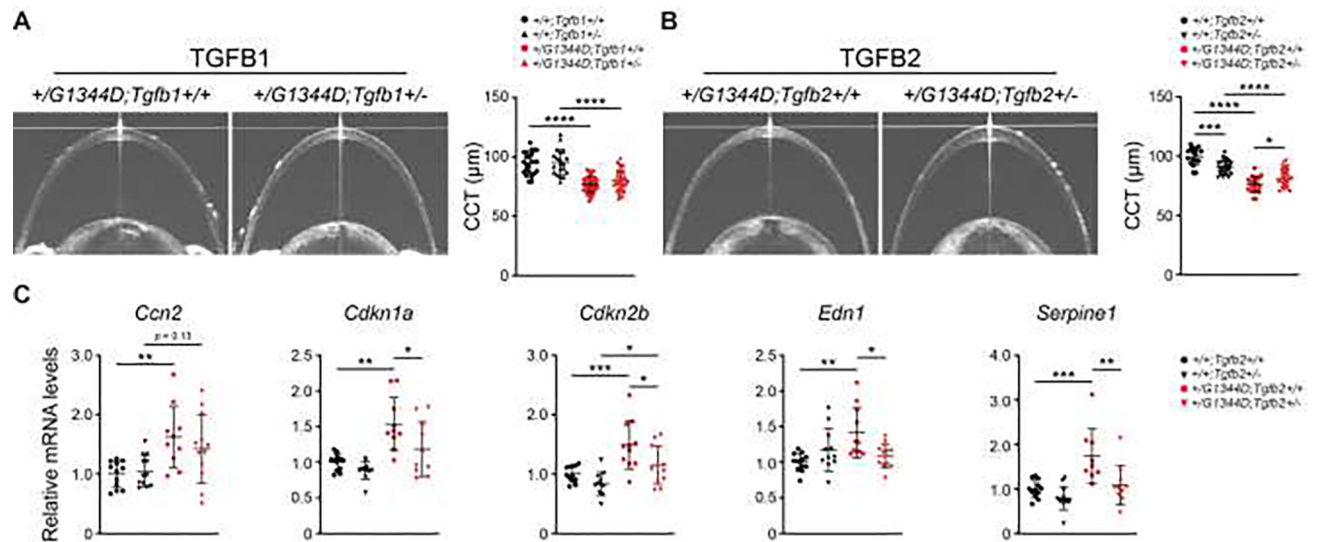 A
TGFB1
+/G1344D;Tgfb1+/+
+/G1344D;Tgfb1+/-
+/+;Tgfb1+/+
+/+;Tgfb1+/-
+/G1344D;Tgfb1+/+
+/G1344D;Tgfb1+/-
CCT (µm)
150
100
50
0
****
****
B
TGFB2
+/G1344D;Tgfb2+/+
+/G1344D;Tgfb2+/-
+/+;Tgfb2+/+
+/+;Tgfb2+/-
+/G1344D;Tgfb2+/+
+/G1344D;Tgfb2+/-
CCT (µm)
150
100
50
0
****
****
***
*
C
Relative mRNA levels
Ccn2
p = 0.13
**
3.0
2.0
1.0
0
Cdkn1a
2.5
2.0
1.5
1.0
0.5
0
**
*
Cdkn2b
3.0
2.0
1.0
0
*
***
*
Edn1
2.5
2.0
1.5
1.0
0.5
0
**
*
Serpine1
4.0
3.0
2.0
1.0
0
***
**
+/+;Tgfb2+/+
+/+;Tgfb2+/-
+/G1344D;Tgfb2+/+
+/G1344D;Tgfb2+/-